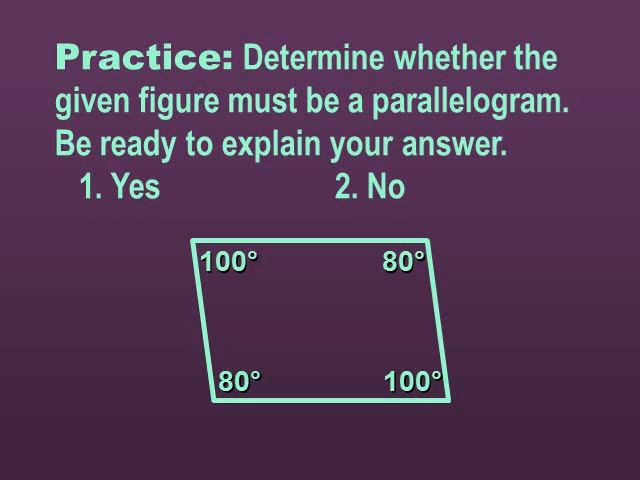 Practice: Determine whether the
given figure must be a parallelogram.
Be ready to explain your answer.
1. Yes 2. No
100° 80°
80° 100°